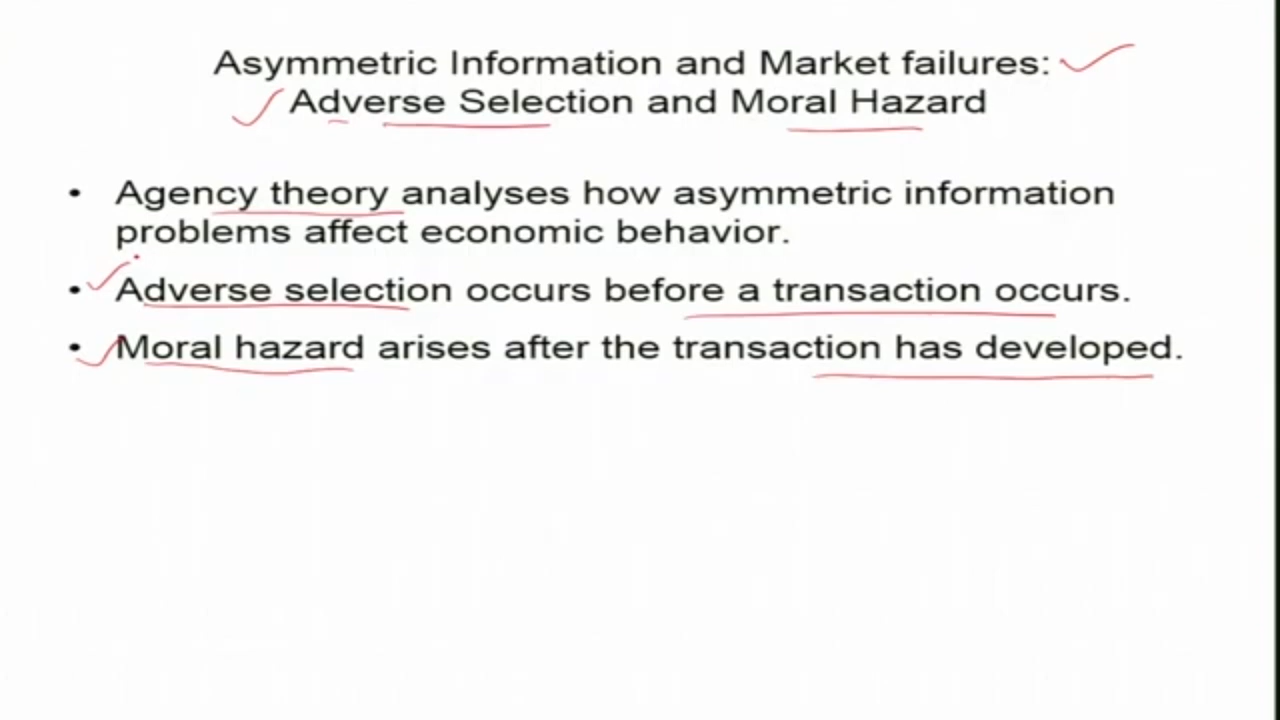 Asymmetric Information and Market failures:
Adverse Selection and Moral Hazard
• Agency theory analyses how asymmetric information
problems affect economic behavior.
• Adverse selection occurs before a transaction occurs.
• Moral hazard arises after the transaction has developed.